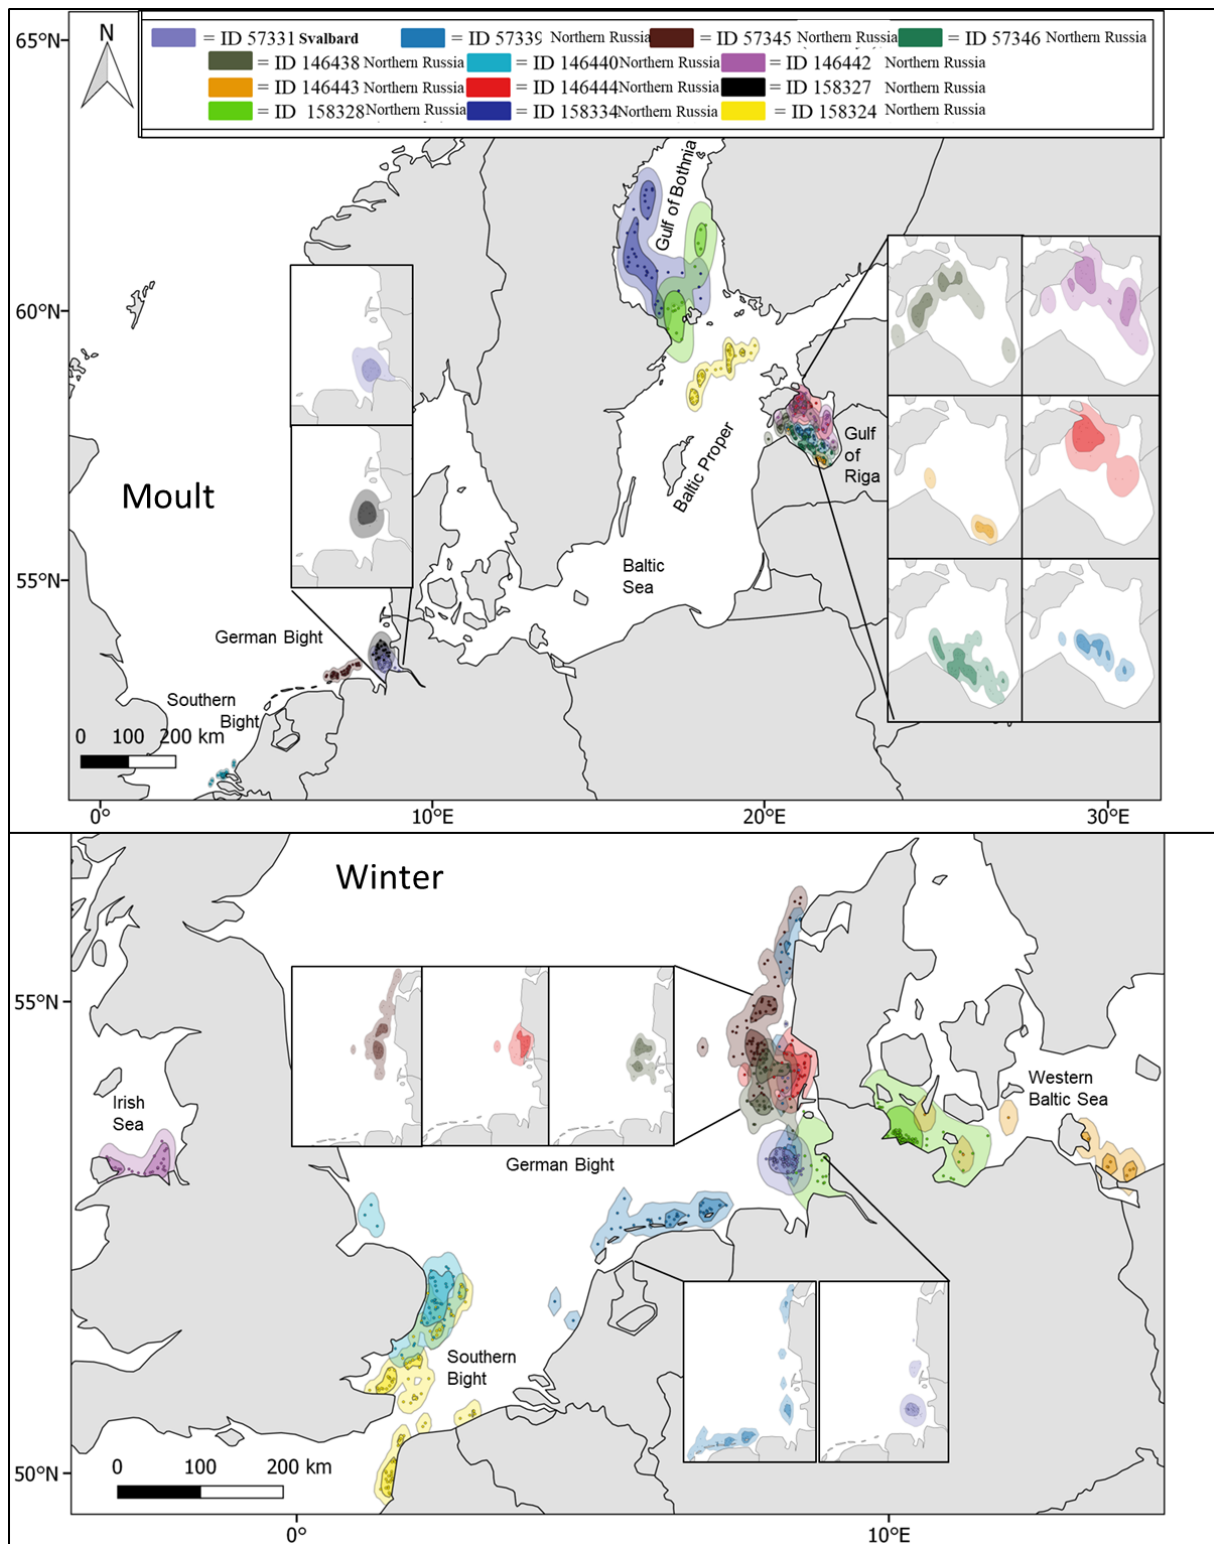 65°N
N
= ID 57331 Svalbard = ID 57339 Northern Russia = ID 57345 Northern Russia = ID 57346 Northern Russia
= ID 146438 Northern Russia = ID 146440 Northern Russia = ID 146442 Northern Russia
= ID 146443 Northern Russia = ID 146444 Northern Russia = ID 158327 Northern Russia
= ID 158328 Northern Russia = ID 158334 Northern Russia = ID 158324 Northern Russia
Gulf of Bothnia
60°N
Baltic Proper
Gulf
of
Riga
Moult
55°N
Baltic
Sea
German Bight
Southern
Bight
0 100 200 km
0° 10°E 20°E 30°E
Winter
55°N
Irish
Sea
Western
Baltic Sea
German Bight
Southern
Bight
50°N
0 100 200 km
0° 10°E